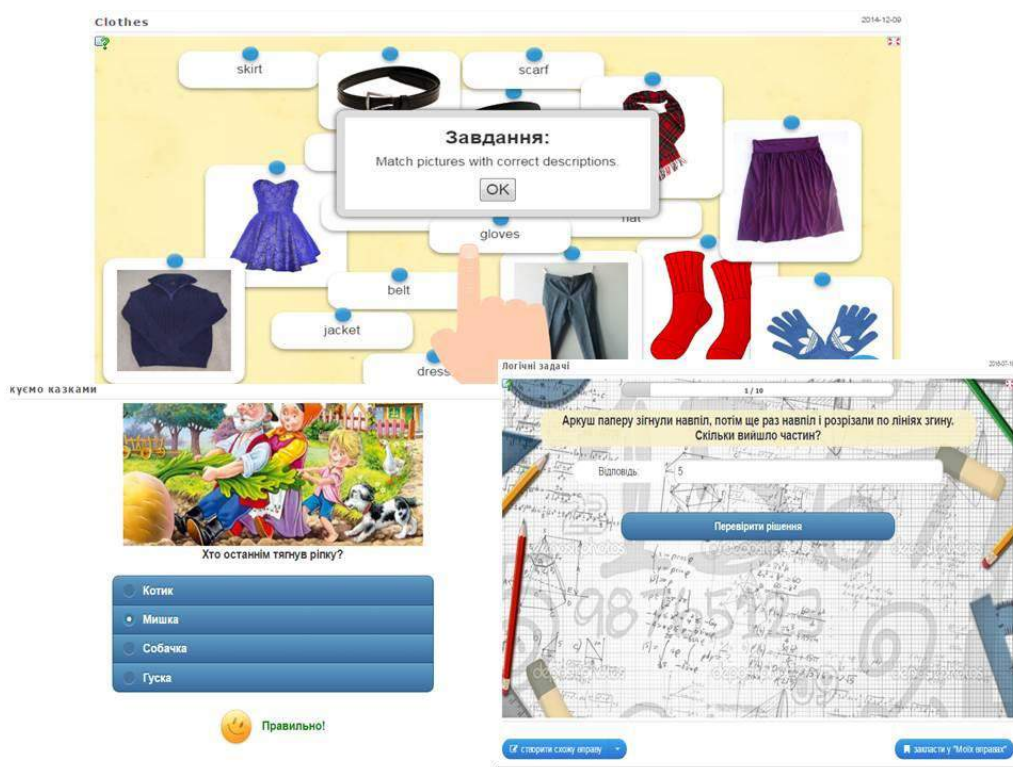 Clothes
2014-12-09
skirt
scarf
Завдання:
Match pictures with correct descriptions.
OK
hat
gloves
belt
jacket
dress
куємо казками
Хто останнім тягнув ріпку?
Котик
Мишка
Собачка
Гуска
Правильно!
Логічні задачі
1 / 10
Аркуш паперу зігнули навпіл, потім ще раз навпіл і розрізали по лініях згину.
Скільки вийшло частин?
Відповідь:
5
Перевірити рішення
depositphotos
створити схожу вправу
закласти у "Моїх вправах"